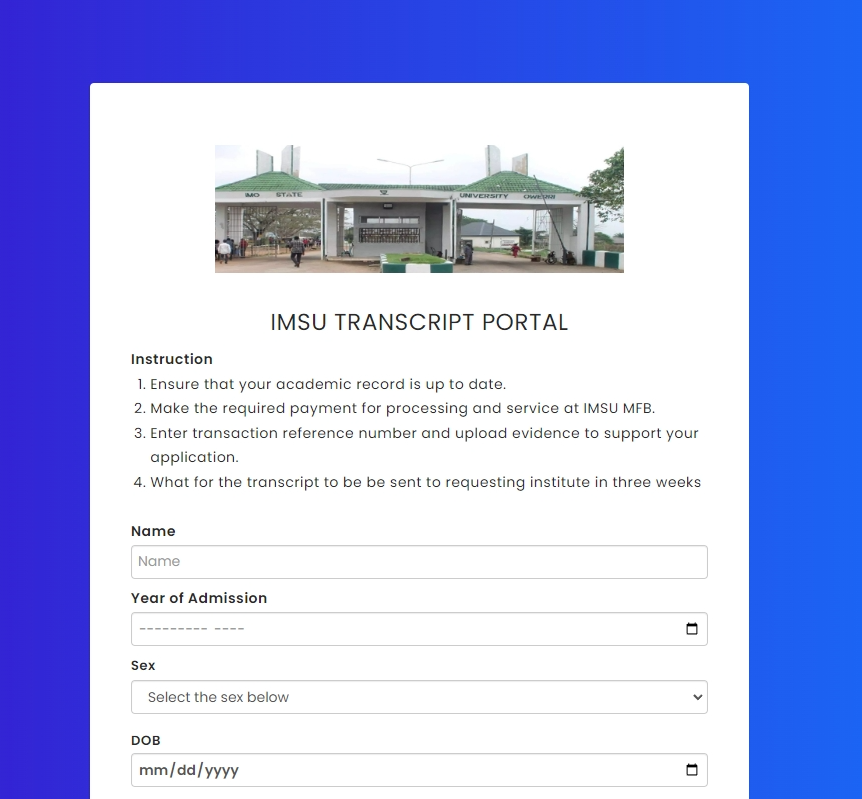 IMO STATE UNIVERSITY OWERRI
IMSU TRANSCRIPT PORTAL
Instruction
1. Ensure that your academic record is up to date.
2. Make the required payment for processing and service at IMSU MFB.
3. Enter transaction reference number and upload evidence to support your
application.
4. What for the transcript to be be sent to requesting institute in three weeks
Name
Name
Year of Admission
--------- ----
Sex
Select the sex below
DOB
mm/dd/yyyy